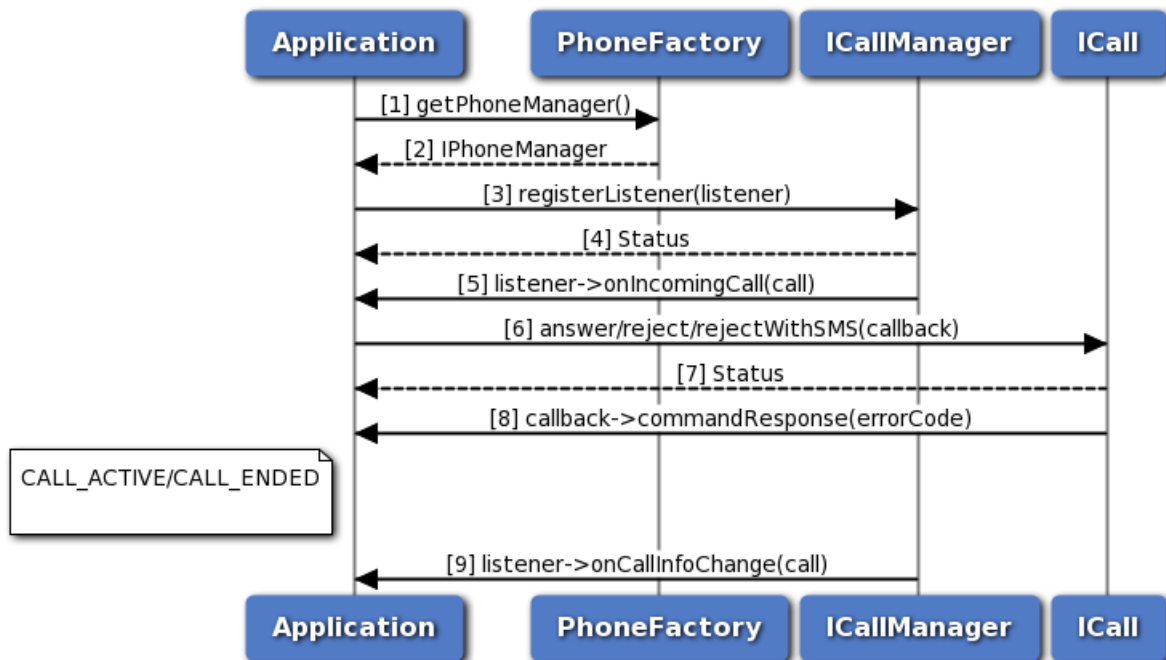 Application PhoneFactory ICallManager ICall
[1] getPhoneManager()
[2] IPhoneManager
[3] registerListener(listener)
[4] Status
[5] listener->onIncomingCall(call)
[6] answer/reject/rejectWithSMS(callback)
[7] Status
[8] callback->commandResponse(errorCode)
CALL_ACTIVE/CALL_ENDED
[9] listener->onCallInfoChange(call)
Application PhoneFactory ICallManager ICall